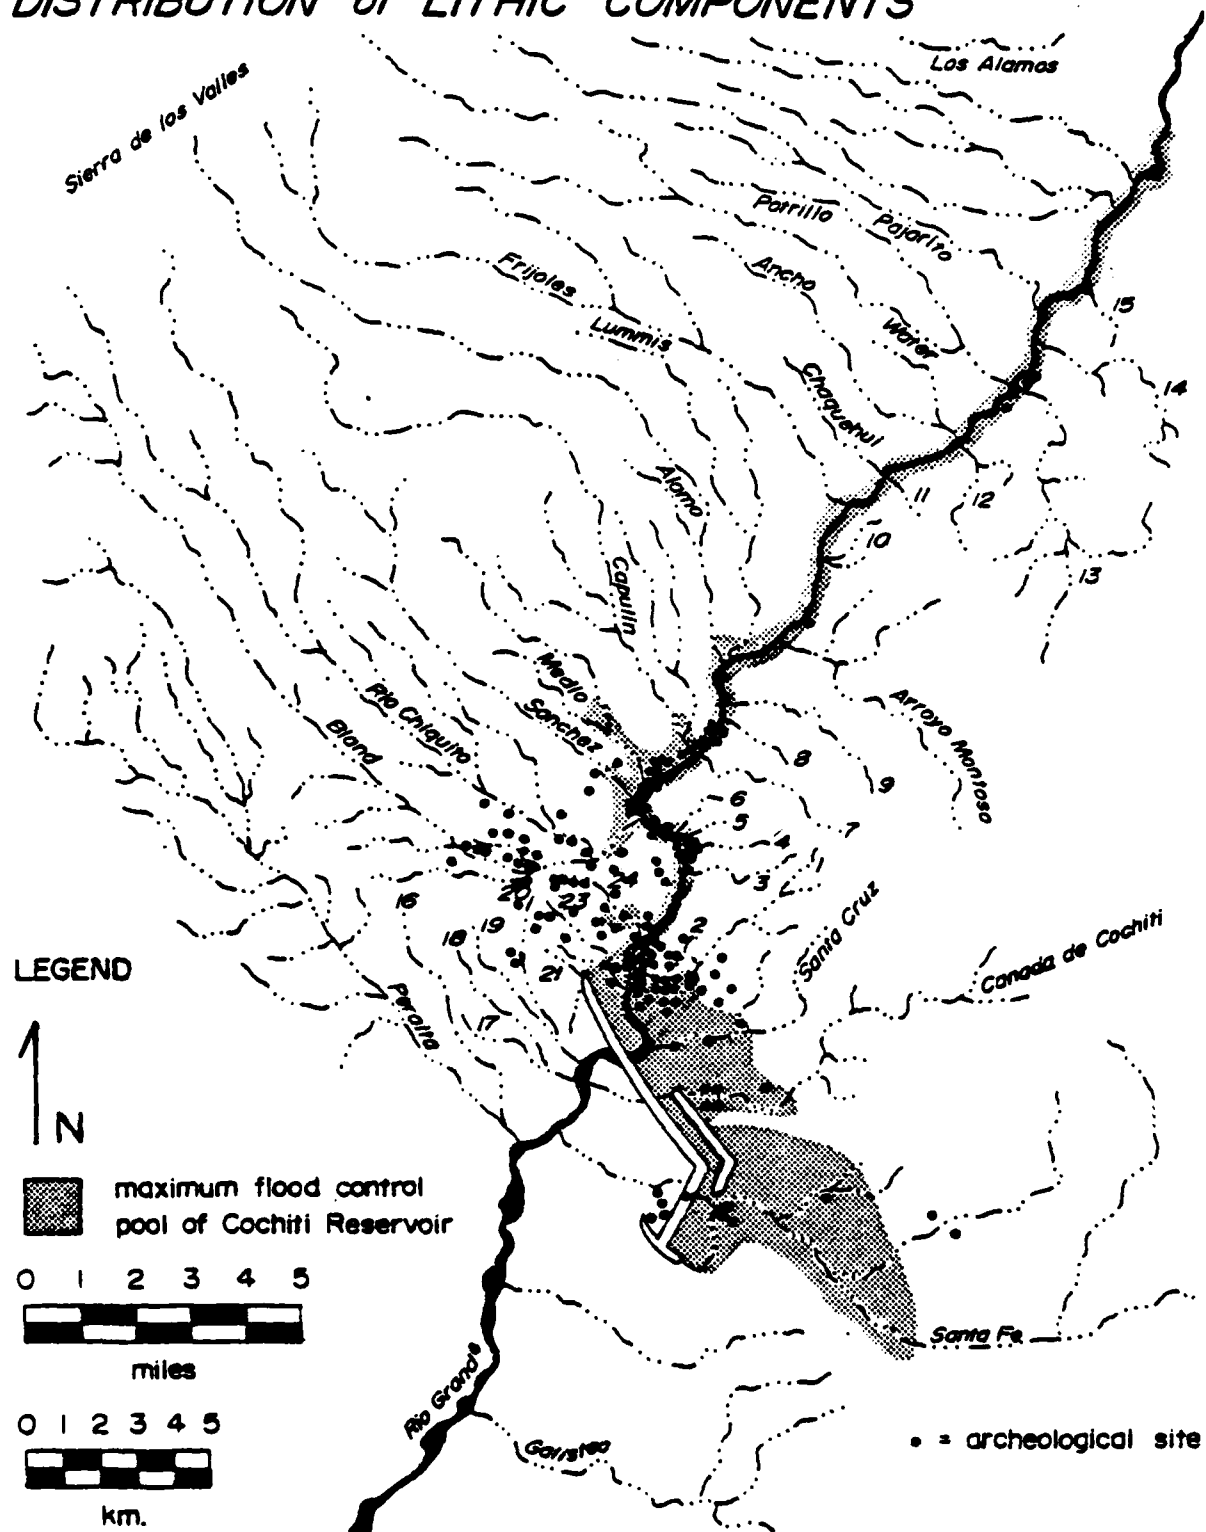 DISTRIBUTION of LITHIC COMPONENTS
Los Alamos
Sierra de los Valles
Potrillo
Pajarito
Ancho
Frijoles
Water
Lummis
15
Chaquehui
14
Alamo
11
12
10
13
Capulin
Medio
Sanchez
Rio Chiquito
Bland
Arroyo Montoso
8
9
6
5
7
4
1
3
16
20
23
24
2
19
18
21
Santa Cruz
Canada de Cochiti
17
Peralta
LEGEND
N
maximum flood control
pool of Cochiti Reservoir
0 1 2 3 4 5
miles
0 1 2 3 4 5
km.
Santa Fe
Rio Grande
Galisteo
• = archeological site